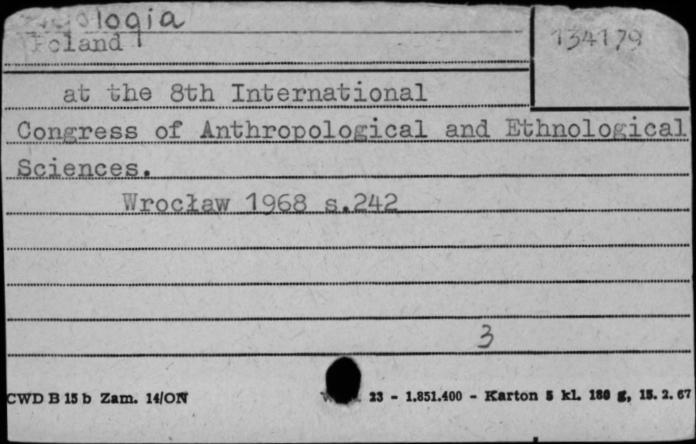 Poland
134179
at the 8th International
Congress of Anthropological and Ethnological
Sciences.
Wrocław 1968 s.242
3
CWD B 15 b Zam. 14/ON
23 - 1.851.400 - Karton 5 kl. 180 g, 15. 2. 67